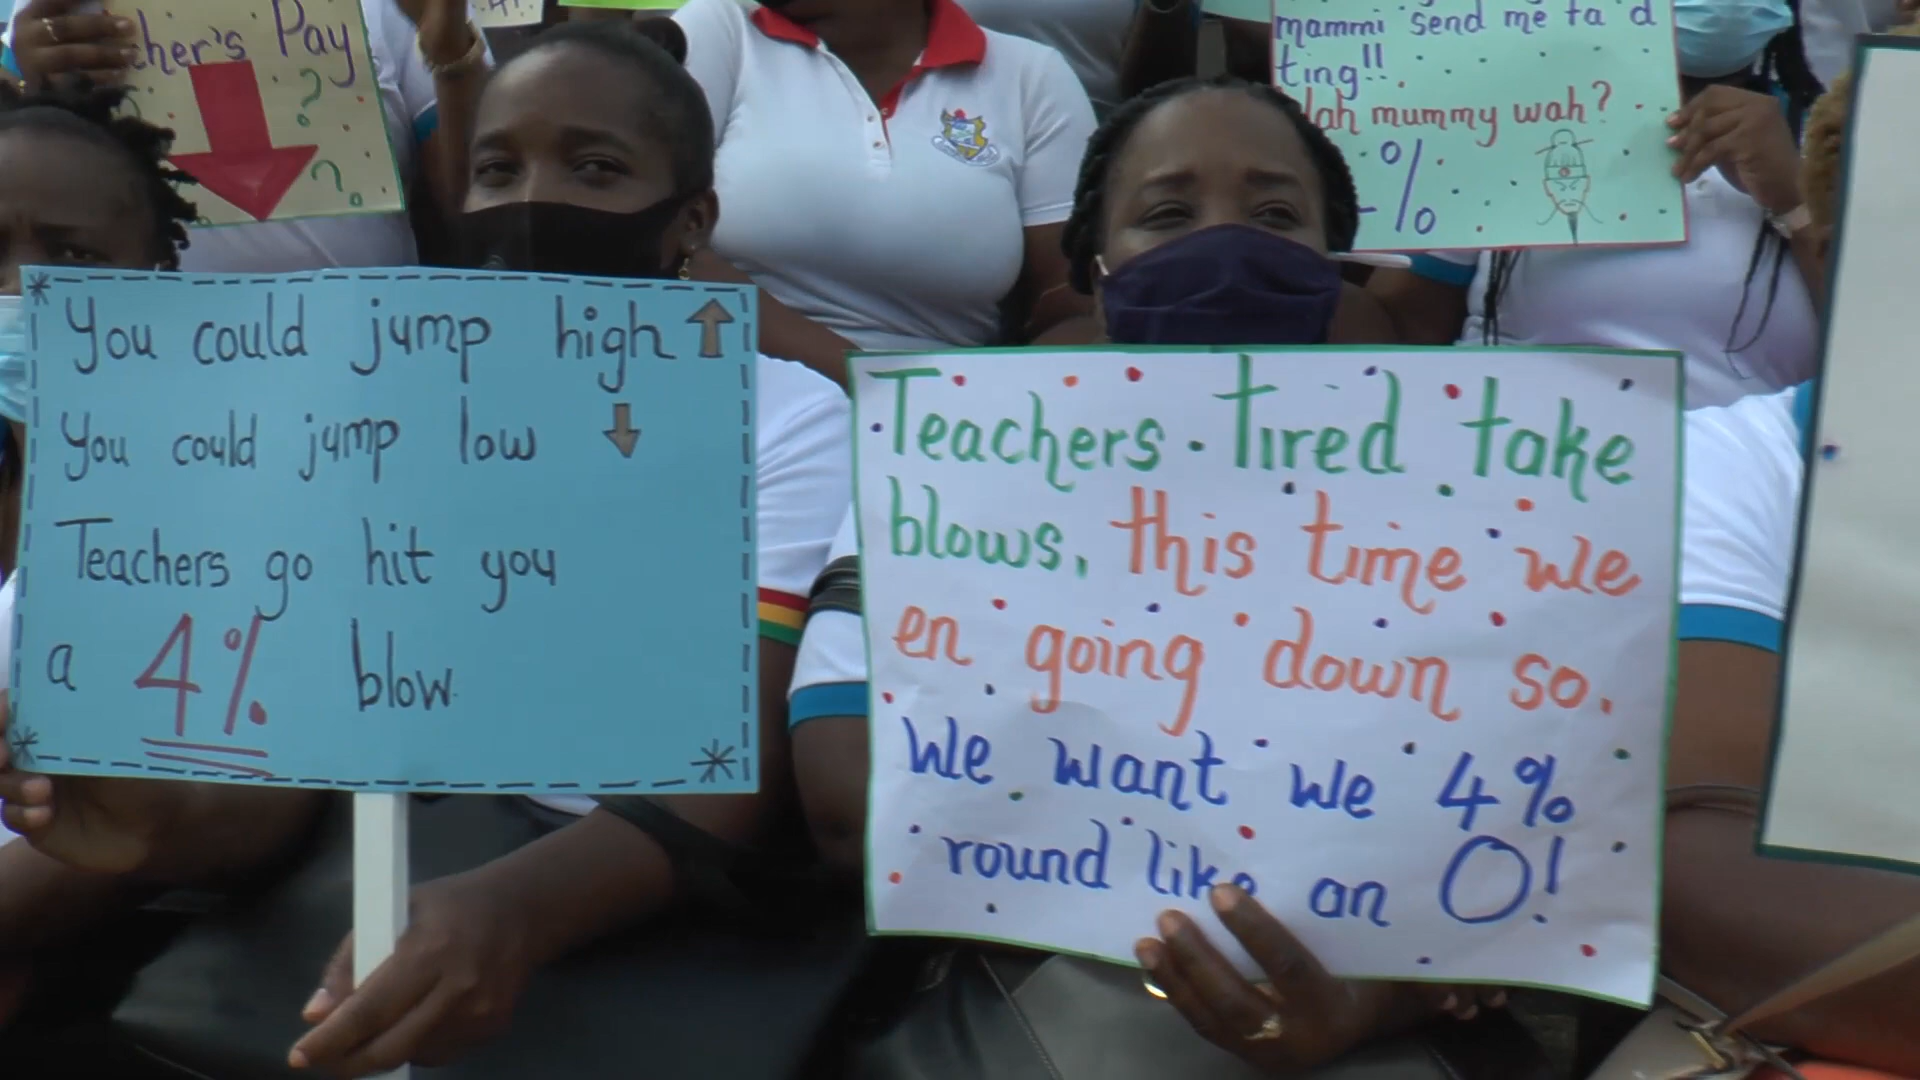 Pay
?
?
mammi send me fa d
ting!!
mummy wah?
%
You could jump high
You could jump low
Teachers go hit you
a 4% blow.
Teachers tired take
blows, this time we
en going down so.
We want we 4%
round like an O!